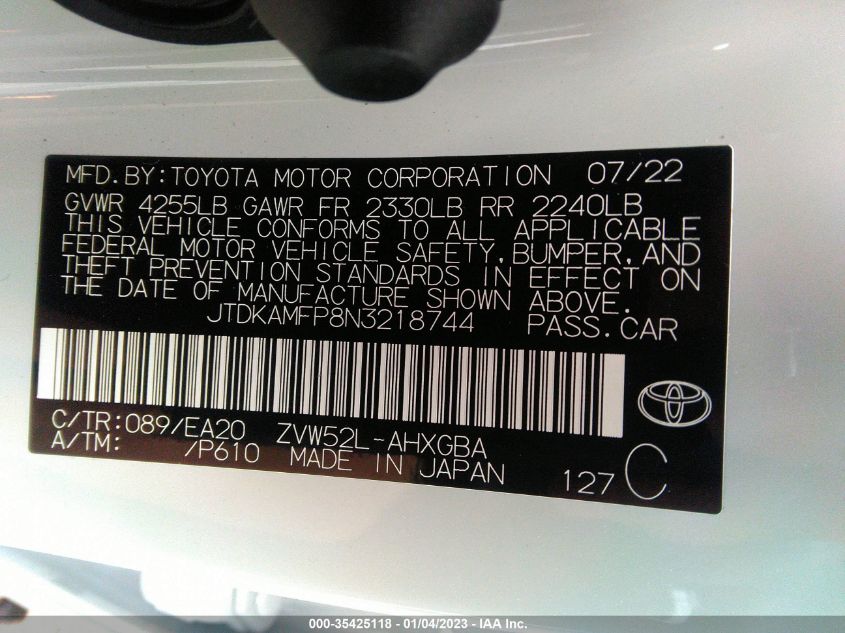 MFD.BY:TOYOTA MOTOR CORPORATION 07/22
GVWR 4255LB GAWR FR 2330LB RR 2240LB
THIS VEHICLE CONFORMS TO ALL APPLICABLE
FEDERAL MOTOR VEHICLE SAFETY,BUMPER,AND
THEFT PREVENTION STANDARDS IN EFFECT ON
THE DATE OF MANUFACTURE SHOWN ABOVE.
JTDKAMFP8N3218744 PASS.CAR
C/TR:089/EA20 ZVW52L-AHXGBA
A/TM: /P610 MADE IN JAPAN 127 C
000-35425118 - 01/04/2023 - IAA Inc.